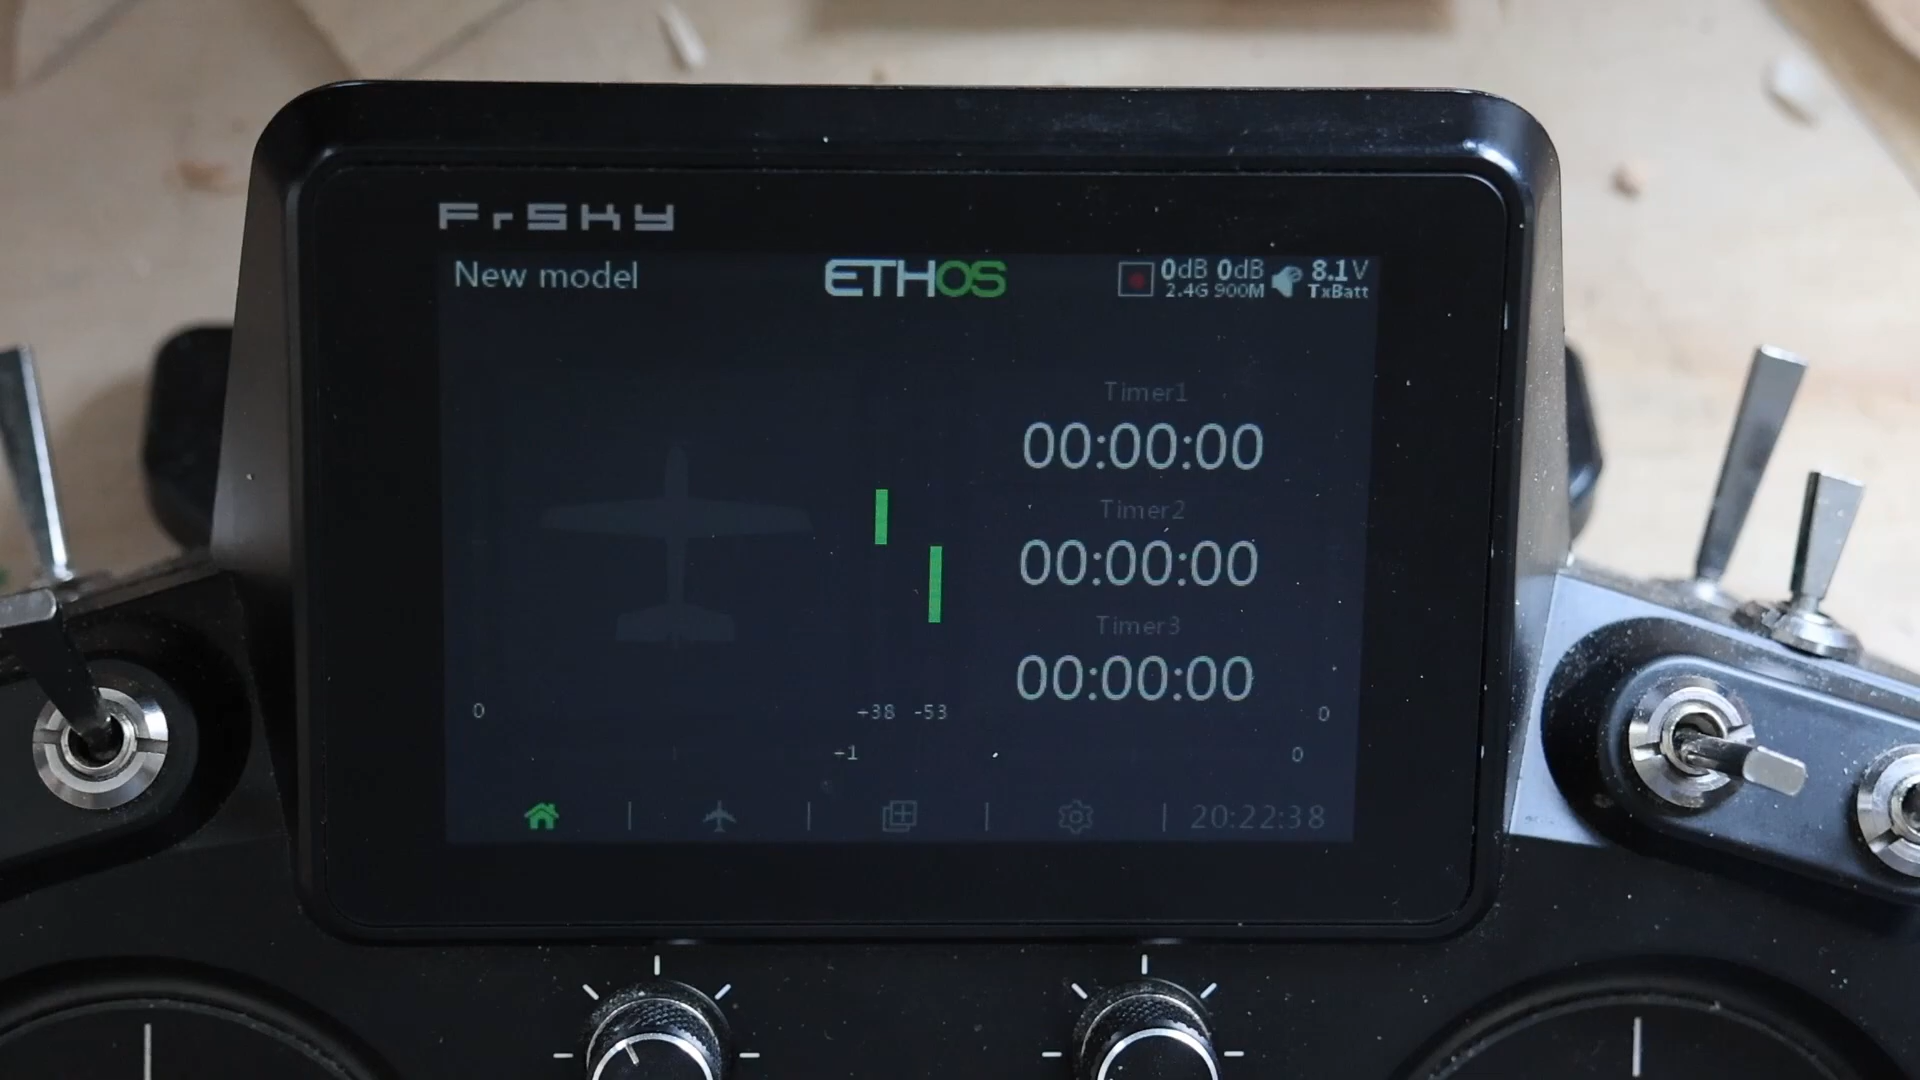 FrSKY
New model
ETHOS
0dB 0dB
2.4G 900M
8.1V
TxBatt
Timer1
00:00:00
Timer2
00:00:00
Timer3
00:00:00
0
+38 -53
0
+1
0
20:22:38